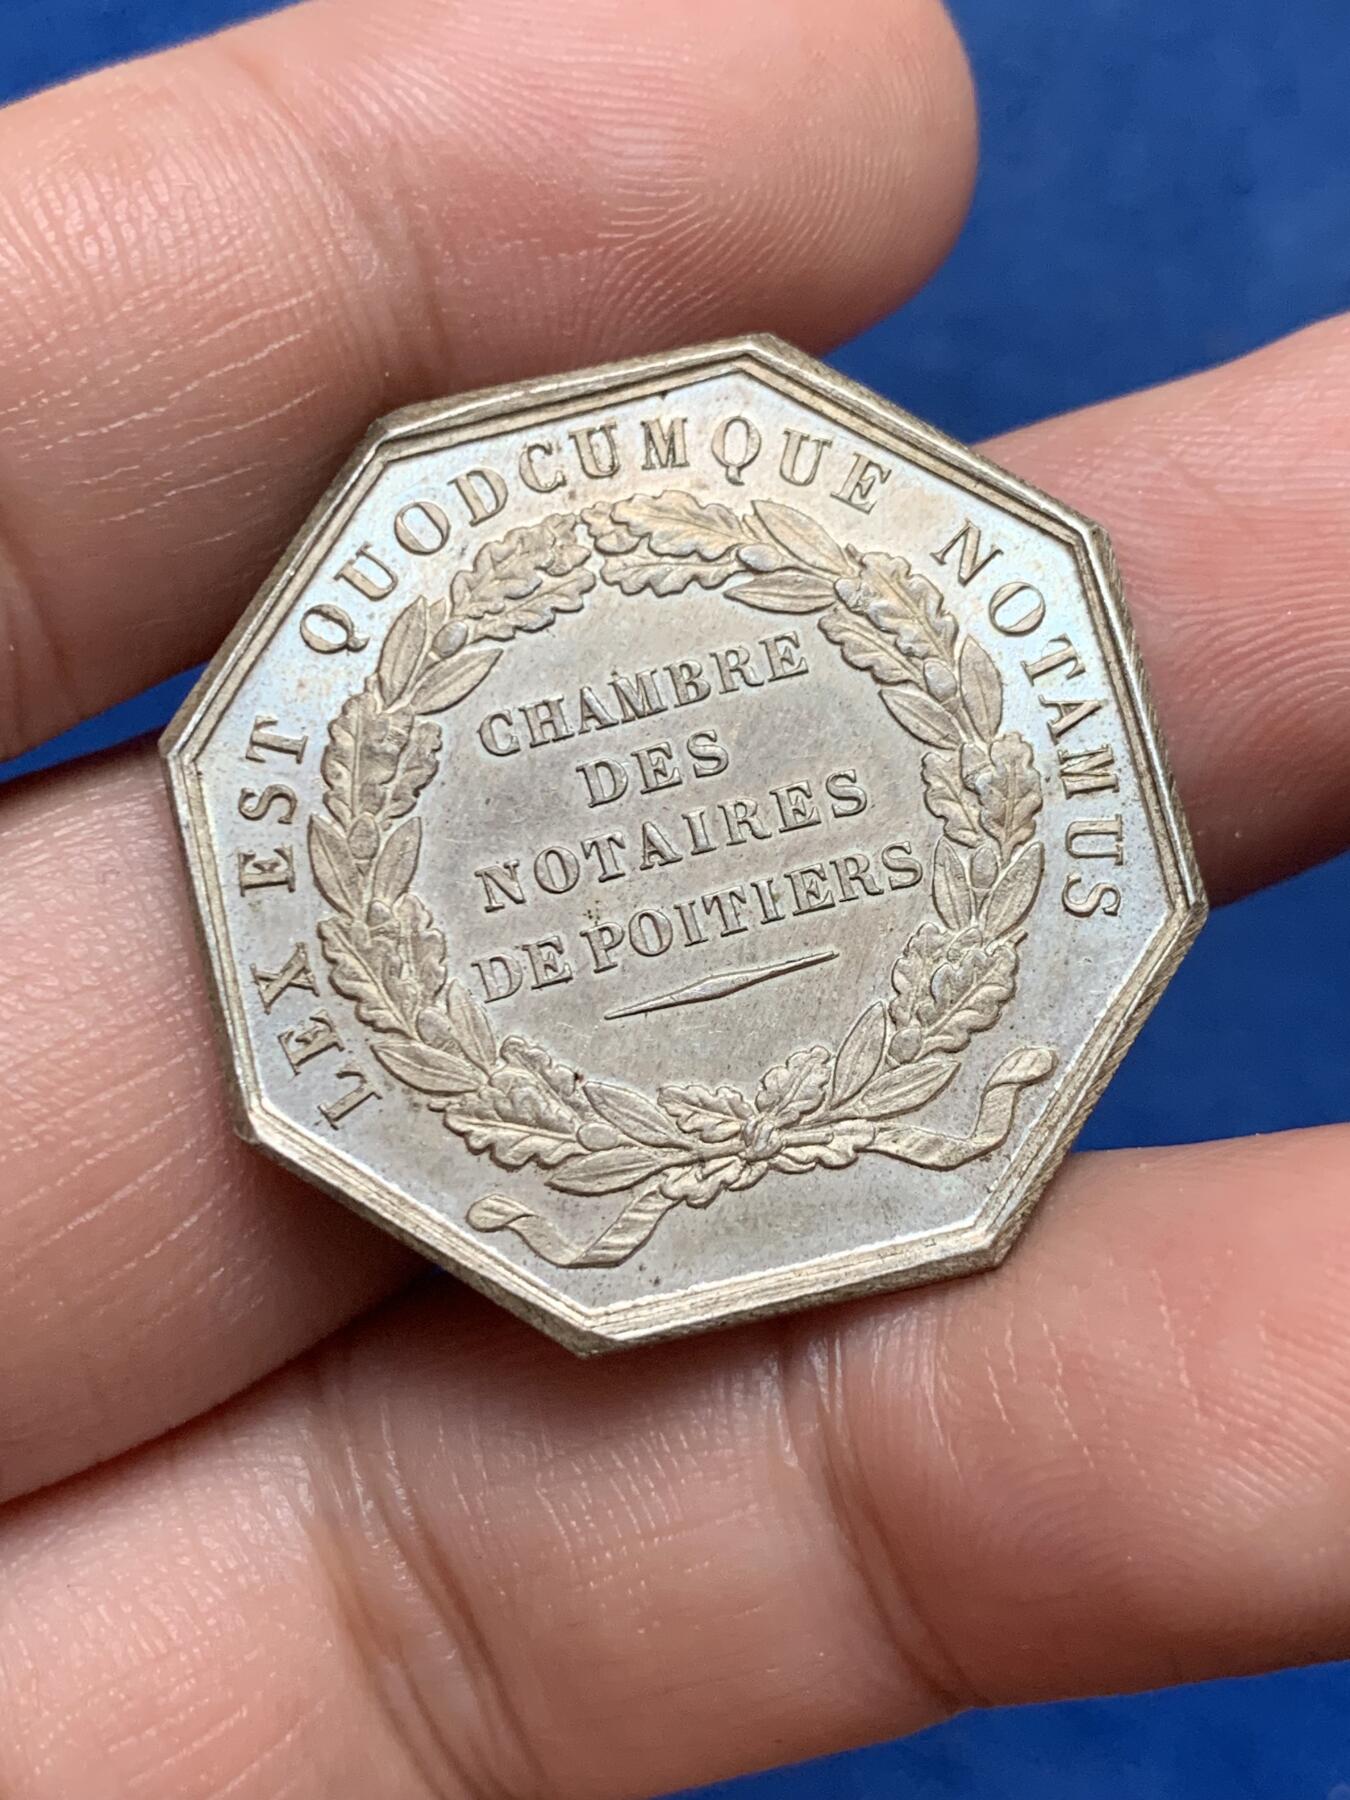 LEX EST QUODCUMQUE NOTAMUS
CHAMBRE
DES
NOTAIRES
DE POITIERS